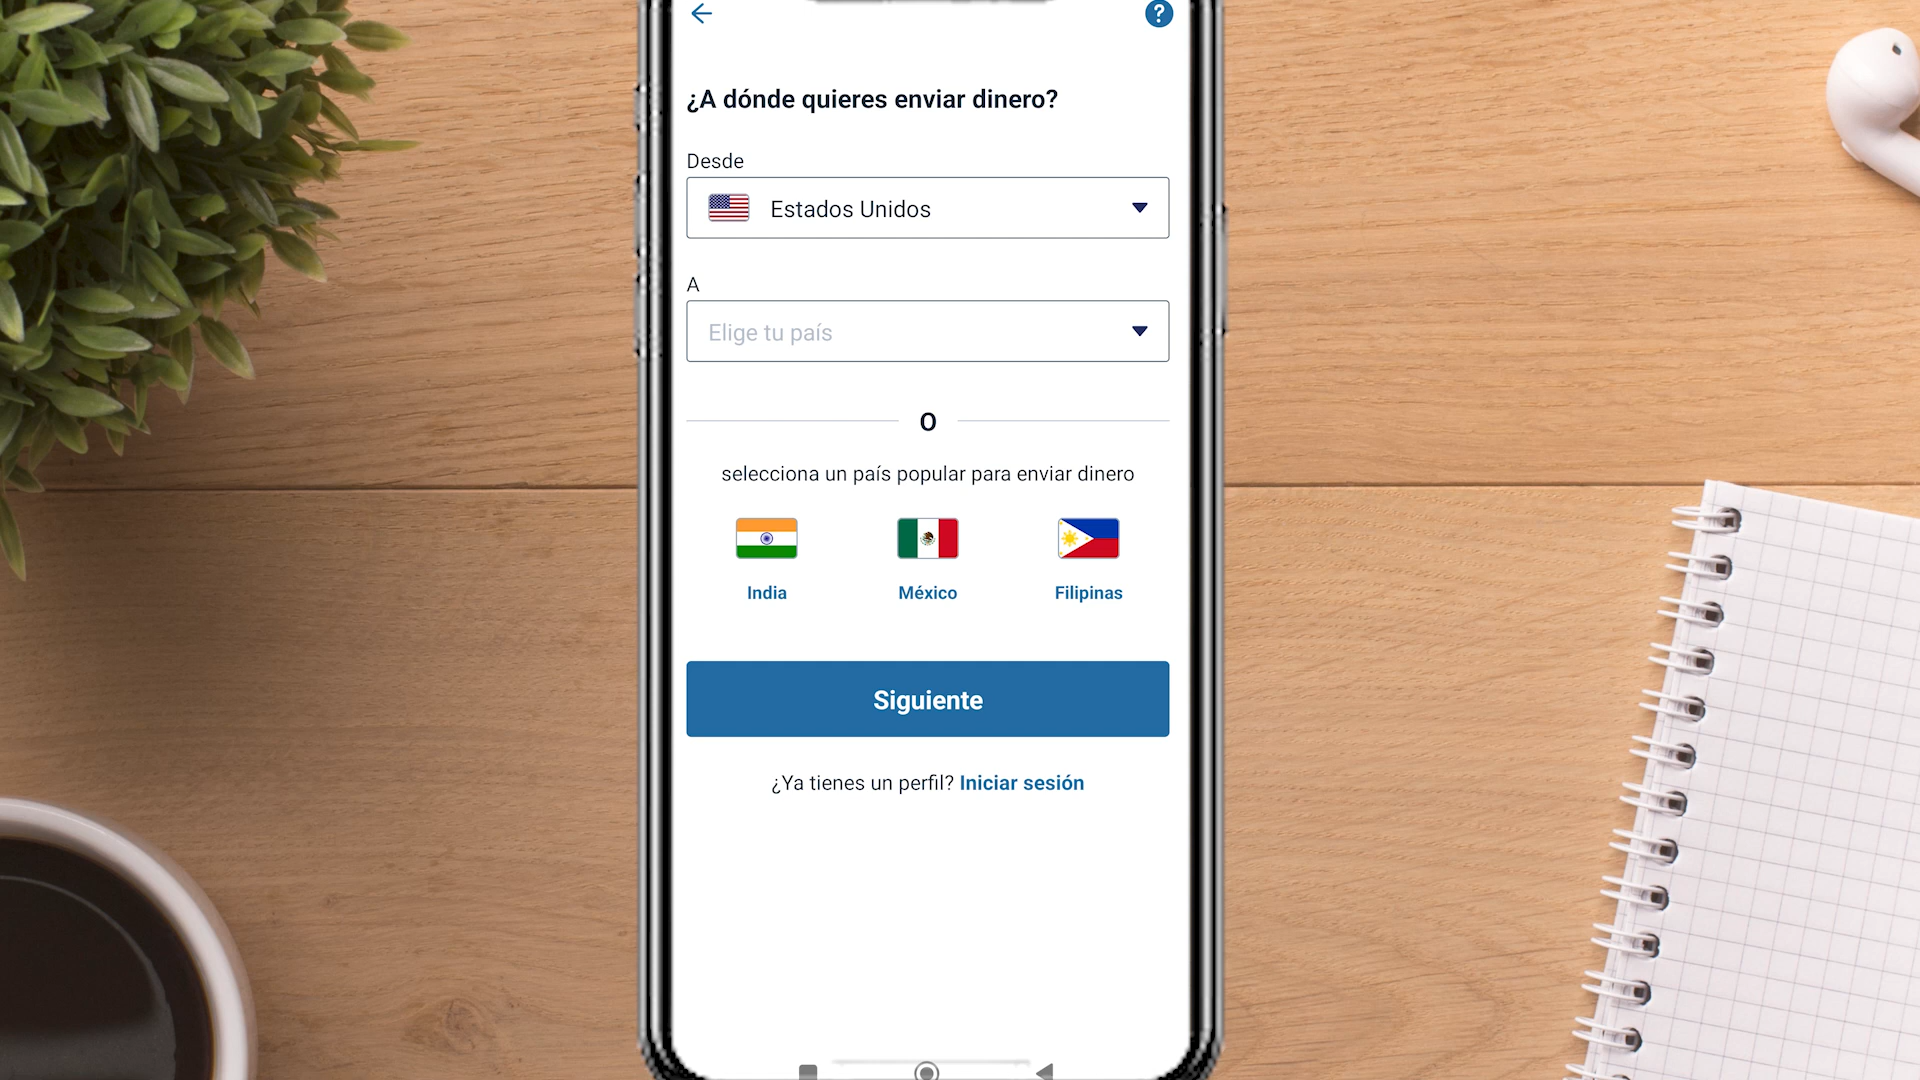 ?
¿A dónde quieres enviar dinero?
Desde
Estados Unidos
A
Elige tu país
O
selecciona un país popular para enviar dinero
India México Filipinas
Siguiente
¿Ya tienes un perfil? Iniciar sesión